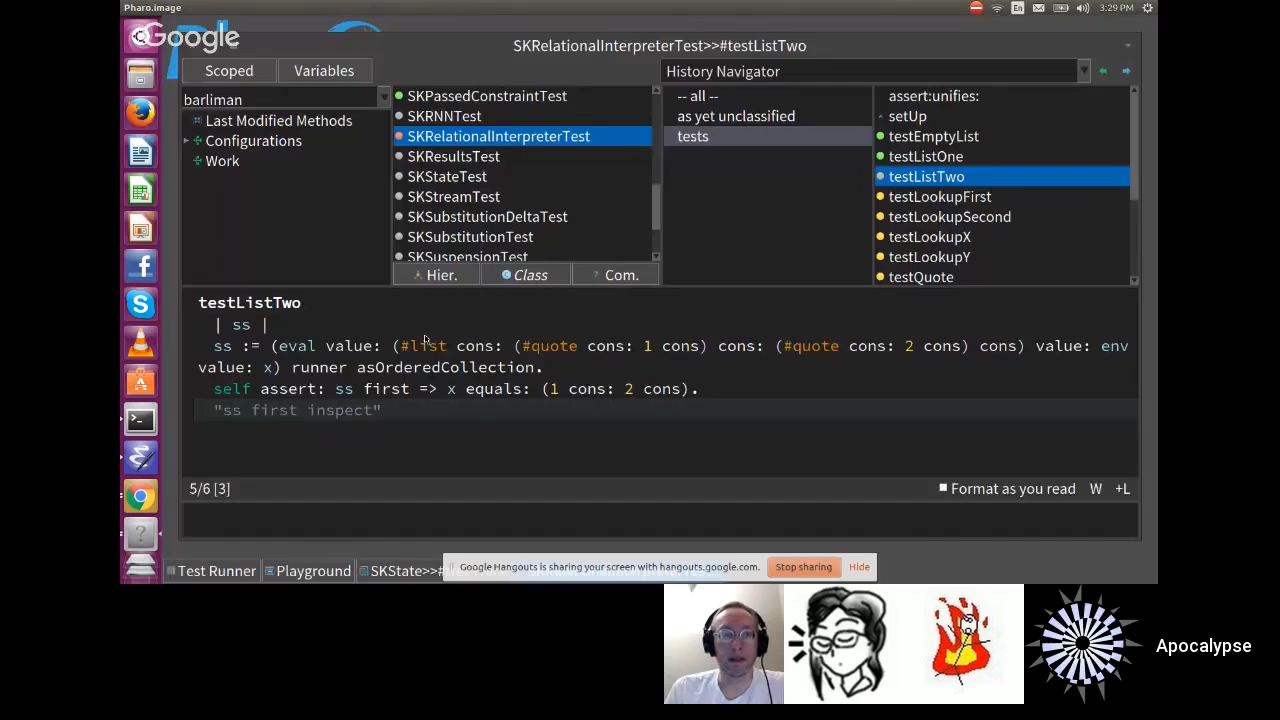 Pharo.image
En
3:29 PM
Google
SKRelationalInterpreterTest>>#testListTwo
Scoped
Variables
History Navigator
barliman
Last Modified Methods
Configurations
Work
SKPassedConstraintTest
SKRNNTest
SKRelationalInterpreterTest
SKResultsTest
SKStateTest
SKStreamTest
SKSubstitutionDeltaTest
SKSubstitutionTest
SKSuspensionTest
Hier.
Class
? Com.
-- all --
as yet unclassified
tests
assert:unifies:
setUp
testEmptyList
testListOne
testListTwo
testLookupFirst
testLookupSecond
testLookupX
testLookupY
testQuote
testListTwo
| ss |
ss := (eval value: (#list cons: (#quote cons: 1 cons) cons: (#quote cons: 2 cons) cons) value: env
value: x) runner asOrderedCollection.
self assert: ss first => x equals: (1 cons: 2 cons).
"ss first inspect"
5/6 [3]
Format as you read
W
+L
Test Runner
Playground
SKState>>#
Google Hangouts is sharing your screen with hangouts.google.com.
Stop sharing
Hide
Apocalypse